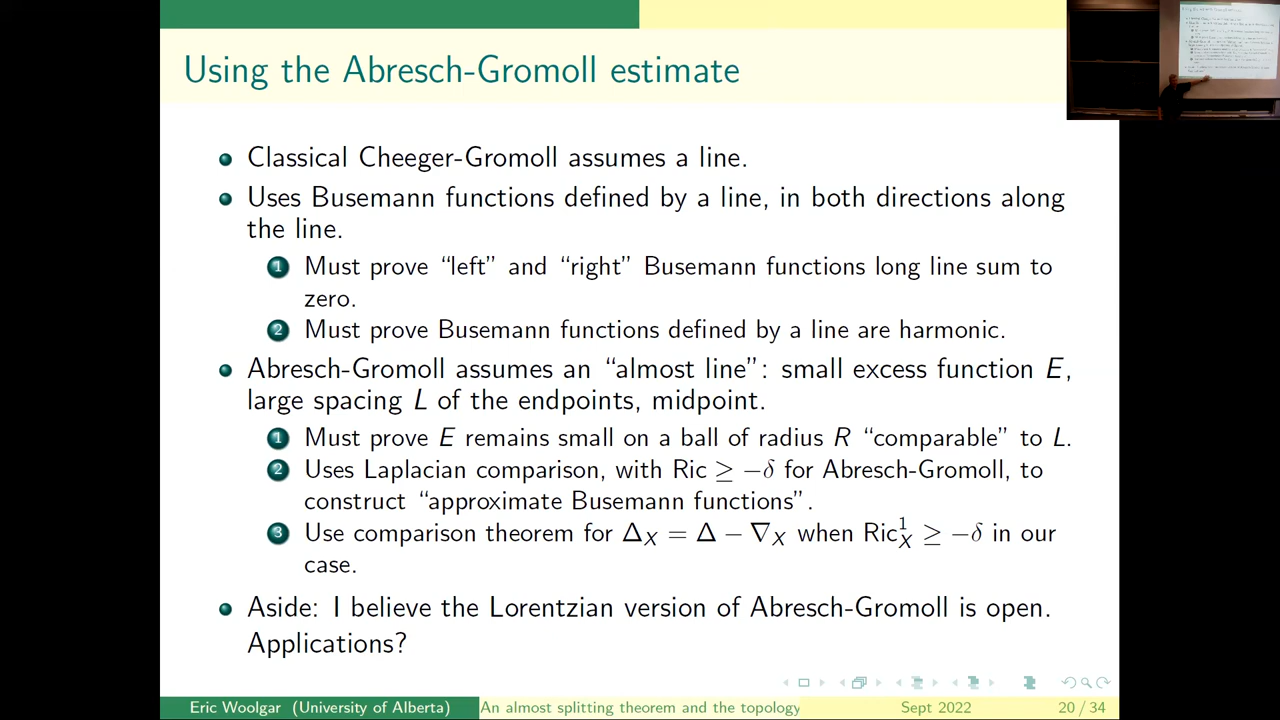 Using the Abresch-Gromoll estimate
Classical Cheeger-Gromoll assumes a line.
Uses Busemann functions defined by a line, in both directions along
the line.
1 Must prove “left” and “right” Busemann functions long line sum to
zero.
2 Must prove Busemann functions defined by a line are harmonic.
Abresch-Gromoll assumes an “almost line”: small excess function E,
large spacing L of the endpoints, midpoint.
1 Must prove E remains small on a ball of radius R “comparable” to L.
2 Uses Laplacian comparison, with Ric ≥ −δ for Abresch-Gromoll, to
construct “approximate Busemann functions”.
3 Use comparison theorem for Δ_X = Δ − ∇_X when Ric^1_X ≥ −δ in our
case.
Aside: I believe the Lorentzian version of Abresch-Gromoll is open.
Applications?
Eric Woolgar (University of Alberta) An almost splitting theorem and the topology Sept 2022 20 / 34